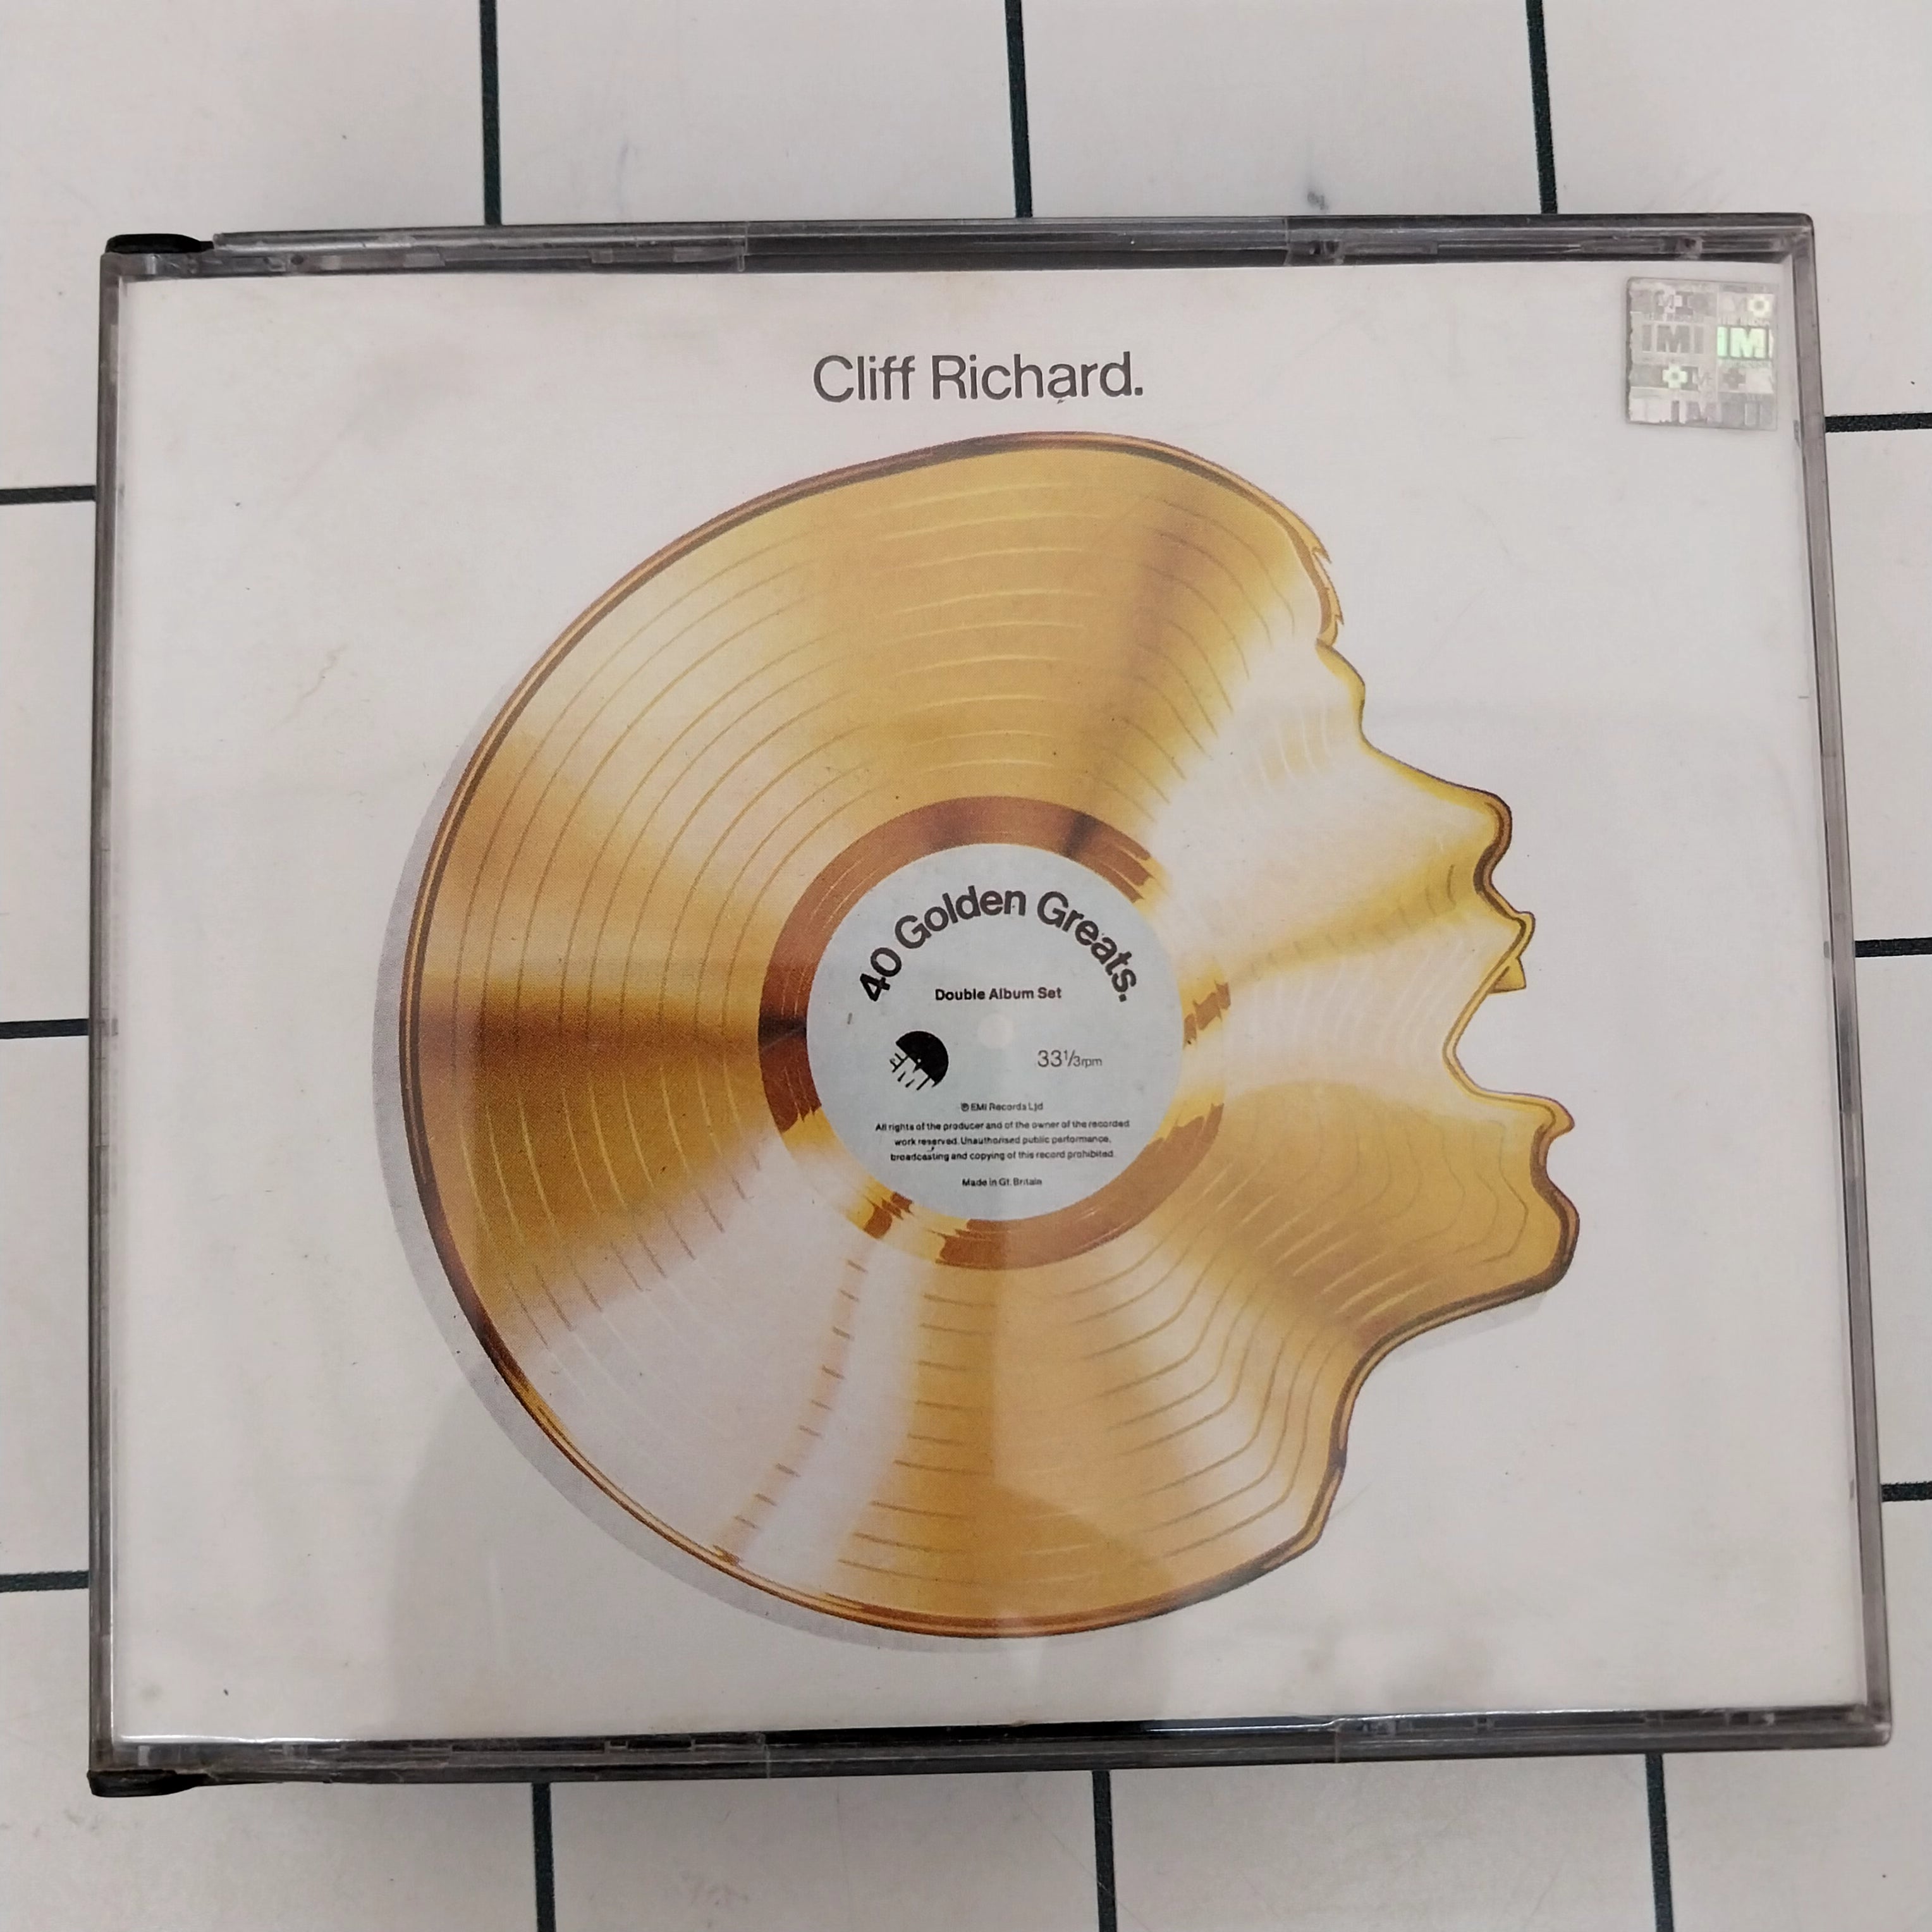 Cliff Richard.
40 Golden Greats.
Double Album Set
EMI
33⅓rpm
℗ EMI Records Ltd
All rights of the producer and of the owner of the recorded
work reserved. Unauthorised public performance,
broadcasting and copying of this record prohibited.
Made in Gt. Britain